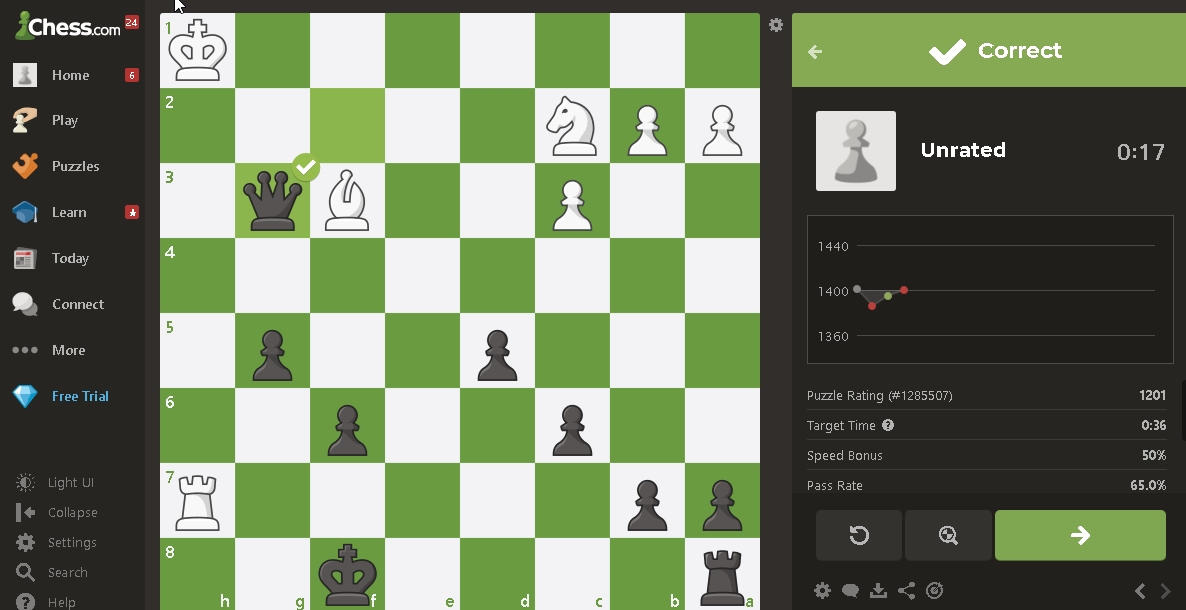 Chess.com 24
Home 6
Play
Puzzles
Learn
Today
Connect
More
Free Trial
Light UI
Collapse
Settings
Search
Help
1
2
3
4
5
6
7
8
h g f e d c b a
Correct
Unrated 0:17
1440
1400
1360
Puzzle Rating (#1285507) 1201
Target Time ? 0:36
Speed Bonus 50%
Pass Rate 65.0%